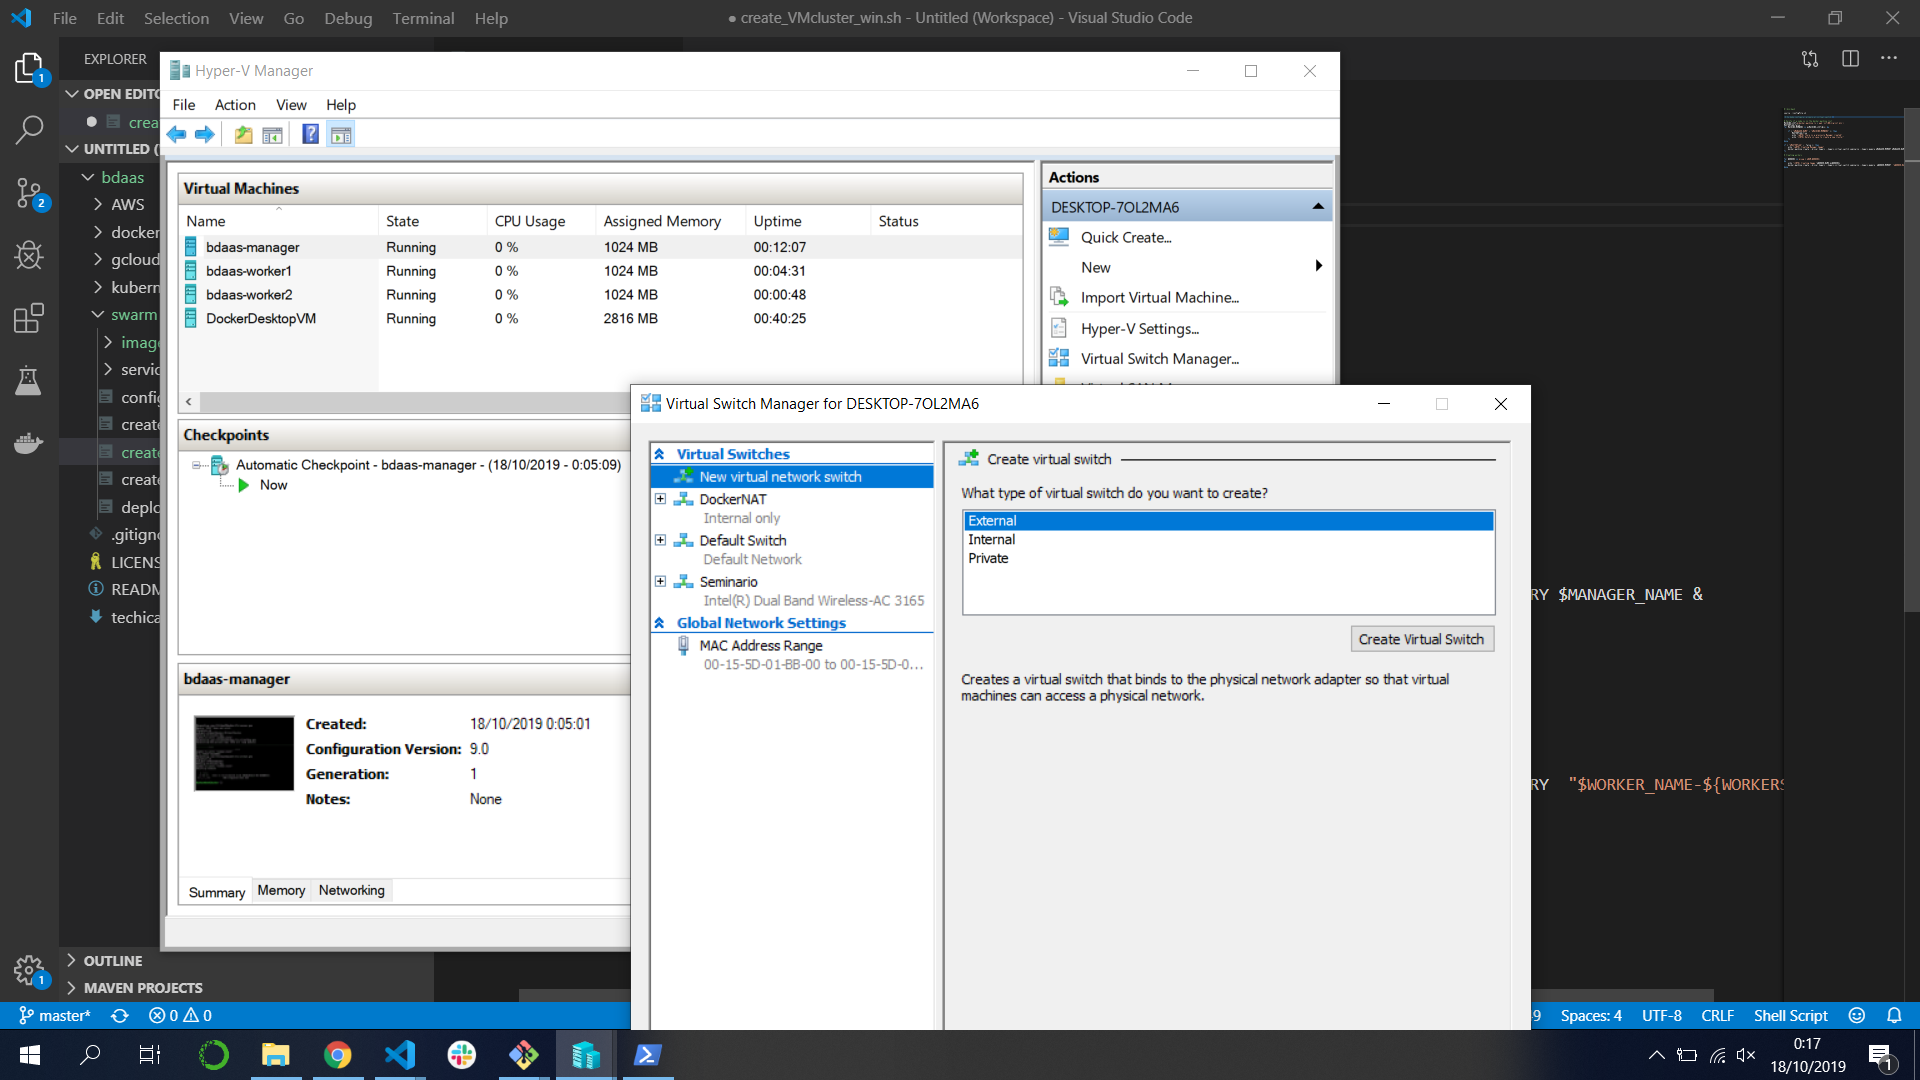 File Edit Selection View Go Debug Terminal Help
● create_VMcluster_win.sh - Untitled (Workspace) - Visual Studio Code
EXPLORER
OPEN EDITO
crea
UNTITLED (
bdaas
AWS
docker
gcloud
kubern
swarm
image
servic
config
create
create
create
deplo
.gitigno
LICENS
READM
techica
OUTLINE
MAVEN PROJECTS
1
2
1
Hyper-V Manager
File Action View Help
Virtual Machines
Name State CPU Usage Assigned Memory Uptime Status
bdaas-manager Running 0 % 1024 MB 00:12:07
bdaas-worker1 Running 0 % 1024 MB 00:04:31
bdaas-worker2 Running 0 % 1024 MB 00:00:48
DockerDesktopVM Running 0 % 2816 MB 00:40:25
Checkpoints
Automatic Checkpoint - bdaas-manager - (18/10/2019 - 0:05:09)
Now
bdaas-manager
Created: 18/10/2019 0:05:01
Configuration Version: 9.0
Generation: 1
Notes: None
Summary Memory Networking
Actions
DESKTOP-7OL2MA6
Quick Create...
New
Import Virtual Machine...
Hyper-V Settings...
Virtual Switch Manager...
Virtual Switch Manager for DESKTOP-7OL2MA6
Virtual Switches
New virtual network switch
DockerNAT
Internal only
Default Switch
Default Network
Seminario
Intel(R) Dual Band Wireless-AC 3165
Global Network Settings
MAC Address Range
00-15-5D-01-BB-00 to 00-15-5D-0...
Create virtual switch
What type of virtual switch do you want to create?
External
Internal
Private
Create Virtual Switch
Creates a virtual switch that binds to the physical network adapter so that virtual
machines can access a physical network.
RY $MANAGER_NAME &
RY "$WORKER_NAME-${WORKERS
master* 0 0
9 Spaces: 4 UTF-8 CRLF Shell Script
0:17
18/10/2019
1